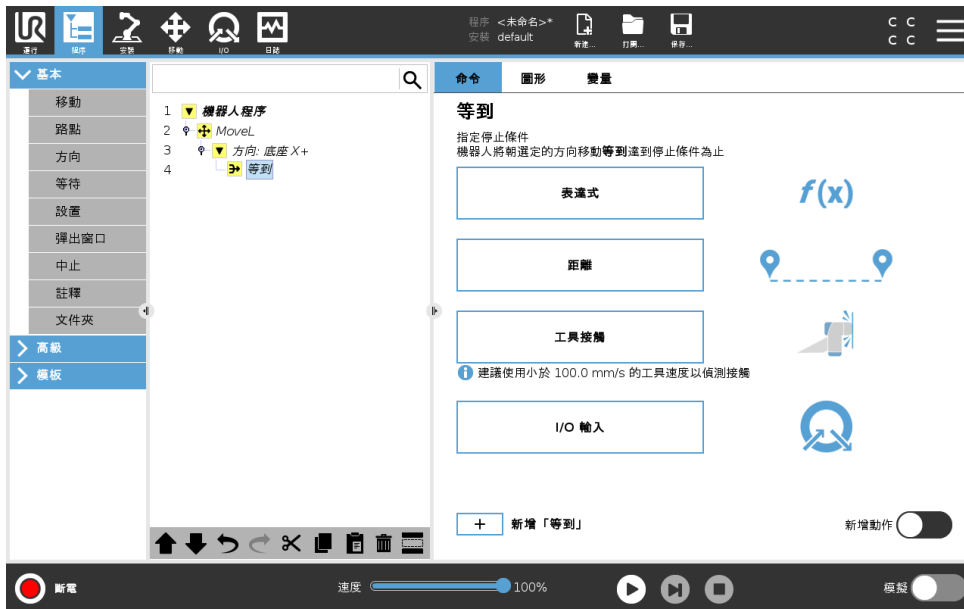 UR
運行
程序
安裝
移動
I/O
日誌
程序 <未命名>*
安裝 default
新建...
打開...
保存...
C C
C C
基本
移動
路點
方向
等待
設置
彈出窗口
中止
註釋
文件夾
高級
模板
1 機器人程序
2 MoveL
3 方向: 底座 X+
4 等到
命令 圖形 變量
等到
指定停止條件
機器人將朝選定的方向移動等到達到停止條件為止
表達式
f(x)
距離
工具接觸
建議使用小於 100.0 mm/s 的工具速度以偵測接觸
I/O 輸入
+ 新增「等到」
新增動作
斷電
速度 100%
模擬